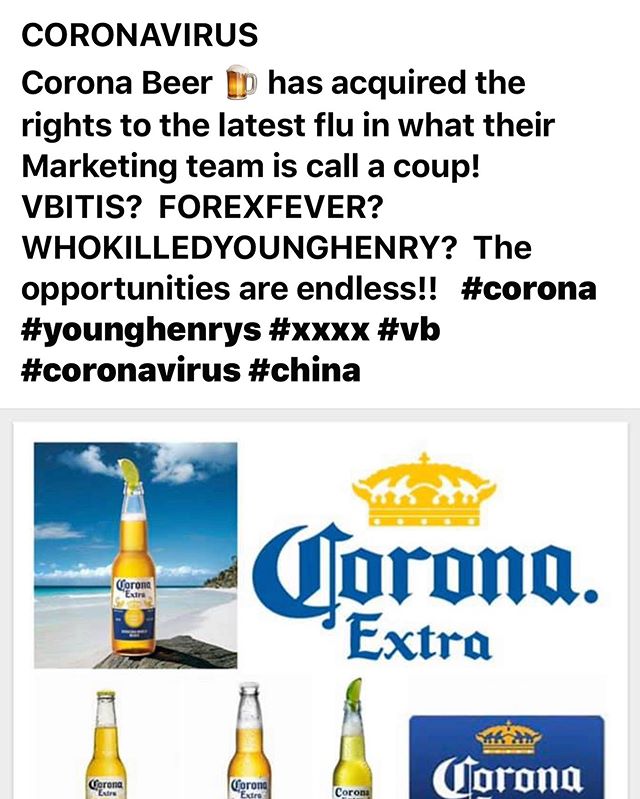 CORONAVIRUS
Corona Beer 🍺 has acquired the
rights to the latest flu in what their
Marketing team is call a coup!
VBITIS?  FOREXFEVER?
WHOKILLEDYOUNGHENRY?  The
opportunities are endless!!   #corona
#younghenrys #xxxx #vb
#coronavirus #china
Corona
Extra
Corona.
Extra
Corona
Extra
Corona
Extra
Corona
Corona